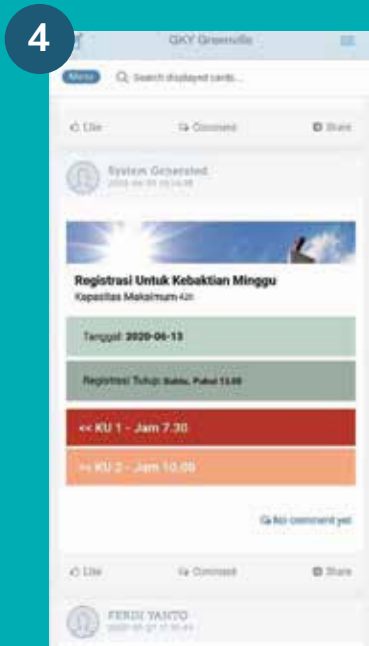 4
GKY Greenville
Menu Search displayed cards...
Like Comment Share
System Generated
Registrasi Untuk Kebaktian Minggu
Kapasitas Maksimum
Tanggal: 2020-06-13
Registrasi Tutup: Sabtu, Pukul 13.00
<< KU 1 - Jam 7.30
<< KU 2 - Jam 10.00
No comment yet
Like Comment Share
FERDI YANTO